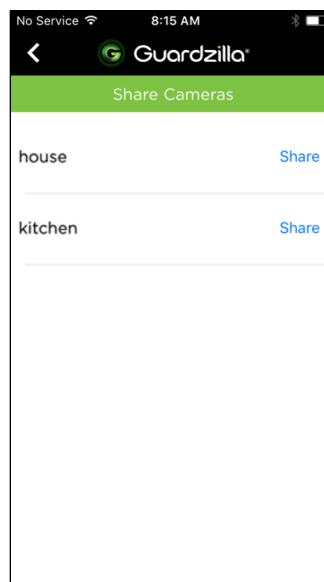 No Service 8:15 AM
Guardzilla®
Share Cameras
house Share
kitchen Share